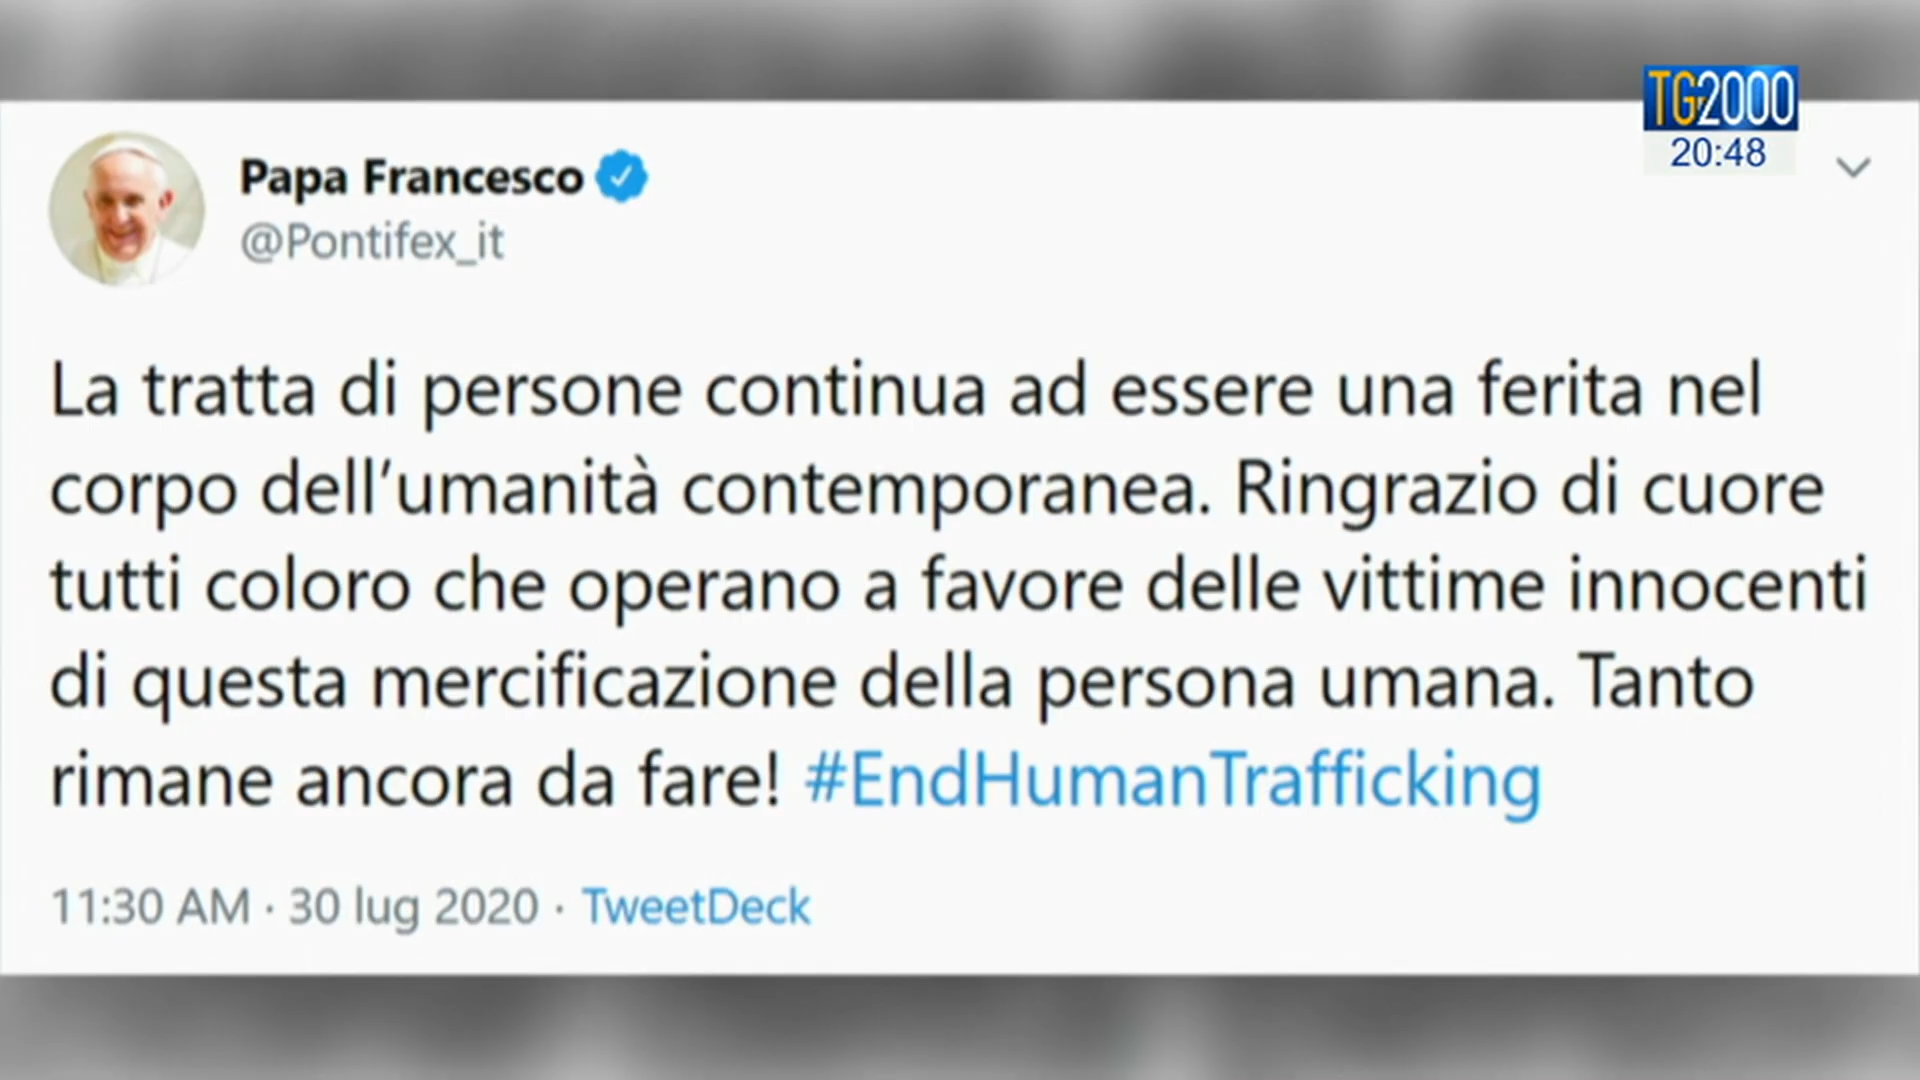 TG2000
20:48
Papa Francesco
@Pontifex_it
La tratta di persone continua ad essere una ferita nel
corpo dell’umanità contemporanea. Ringrazio di cuore
tutti coloro che operano a favore delle vittime innocenti
di questa mercificazione della persona umana. Tanto
rimane ancora da fare! #EndHumanTrafficking
11:30 AM · 30 lug 2020 · TweetDeck